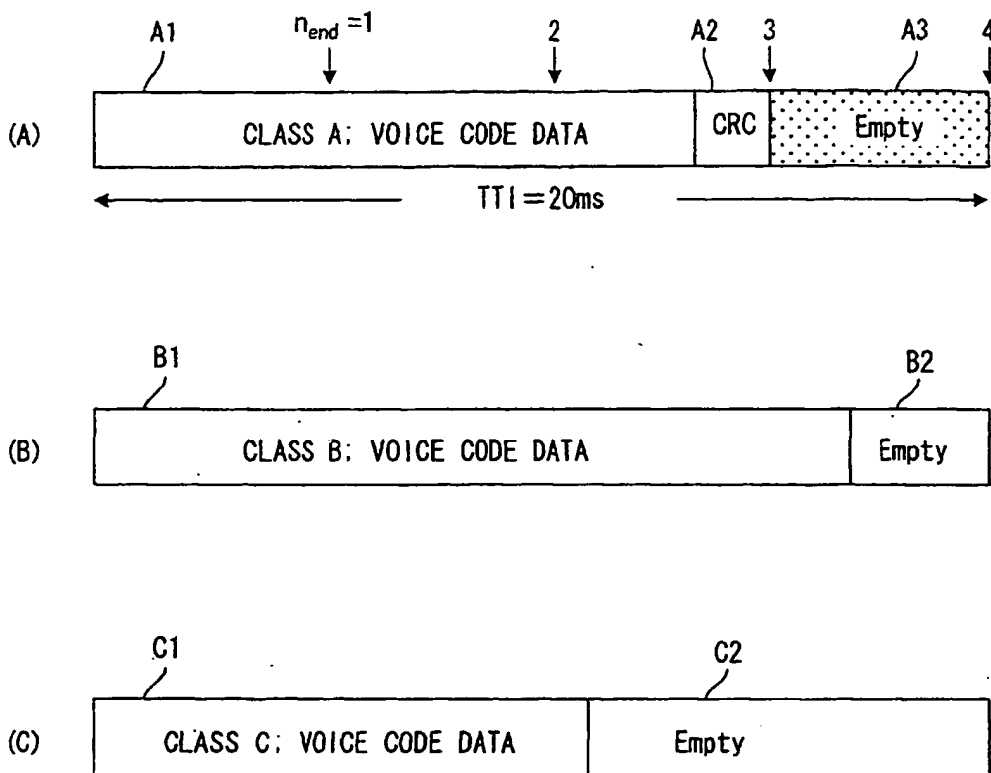 A1 n_end =1 2 A2 3 A3 4
(A) CLASS A; VOICE CODE DATA CRC Empty
TTI=20ms
B1 B2
(B) CLASS B; VOICE CODE DATA Empty
C1 C2
(C) CLASS C; VOICE CODE DATA Empty